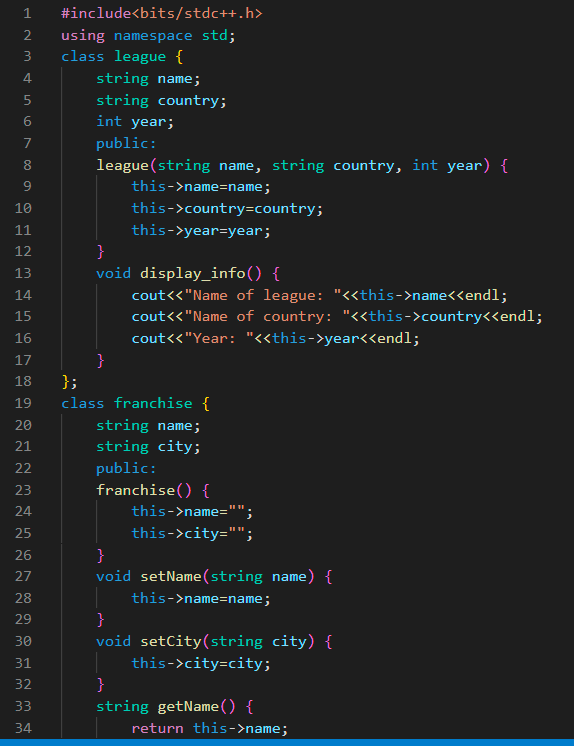 1 #include<bits/stdc++.h>
2 using namespace std;
3 class league {
4     string name;
5     string country;
6     int year;
7     public:
8     league(string name, string country, int year) {
9         this->name=name;
10         this->country=country;
11         this->year=year;
12     }
13     void display_info() {
14         cout<<"Name of league: "<<this->name<<endl;
15         cout<<"Name of country: "<<this->country<<endl;
16         cout<<"Year: "<<this->year<<endl;
17     }
18 };
19 class franchise {
20     string name;
21     string city;
22     public:
23     franchise() {
24         this->name="";
25         this->city="";
26     }
27     void setName(string name) {
28         this->name=name;
29     }
30     void setCity(string city) {
31         this->city=city;
32     }
33     string getName() {
34         return this->name;